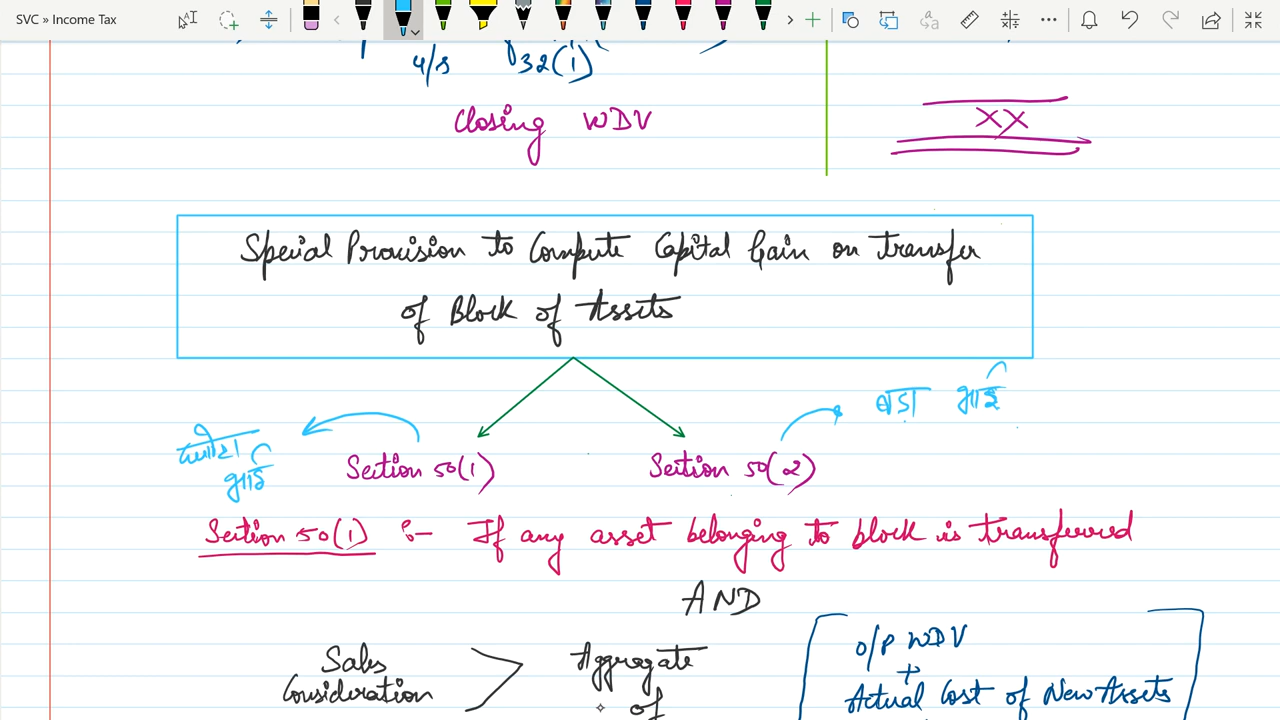 SVC » Income Tax
u/s 32(1)
Closing WDV
XX
Special Provision to Compute Capital Gain on transfer
of Block of Assets
बड़ा भाई
छोटा
भाई
Section 50(1)
Section 50(2)
Section 50(1) :- If any asset belonging to block is transferred
AND
Sales
Consideration
>
Aggregate
of
O/P WDV
+
Actual Cost of New Assets